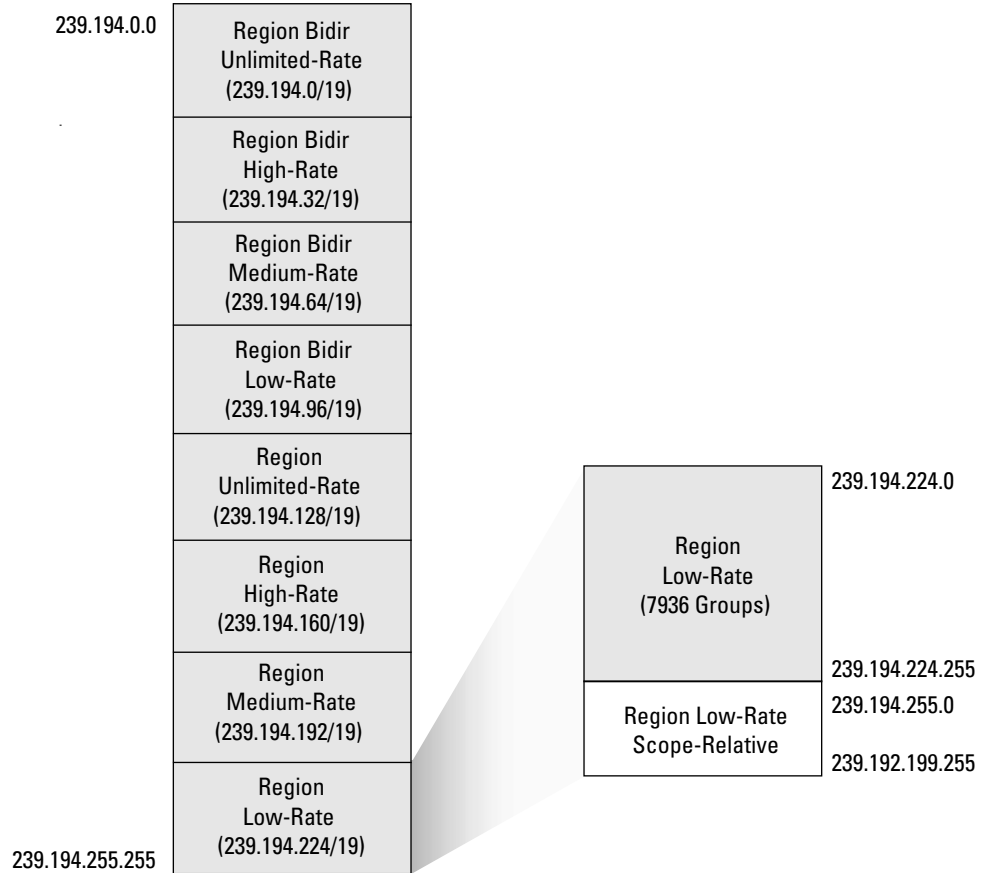 239.194.0.0
Region Bidir
Unlimited-Rate
(239.194.0/19)
Region Bidir
High-Rate
(239.194.32/19)
Region Bidir
Medium-Rate
(239.194.64/19)
Region Bidir
Low-Rate
(239.194.96/19)
Region
Unlimited-Rate
(239.194.128/19)
Region
High-Rate
(239.194.160/19)
Region
Medium-Rate
(239.194.192/19)
Region
Low-Rate
(239.194.224/19)
239.194.255.255
239.194.224.0
Region
Low-Rate
(7936 Groups)
239.194.224.255
239.194.255.0
Region Low-Rate
Scope-Relative
239.192.199.255